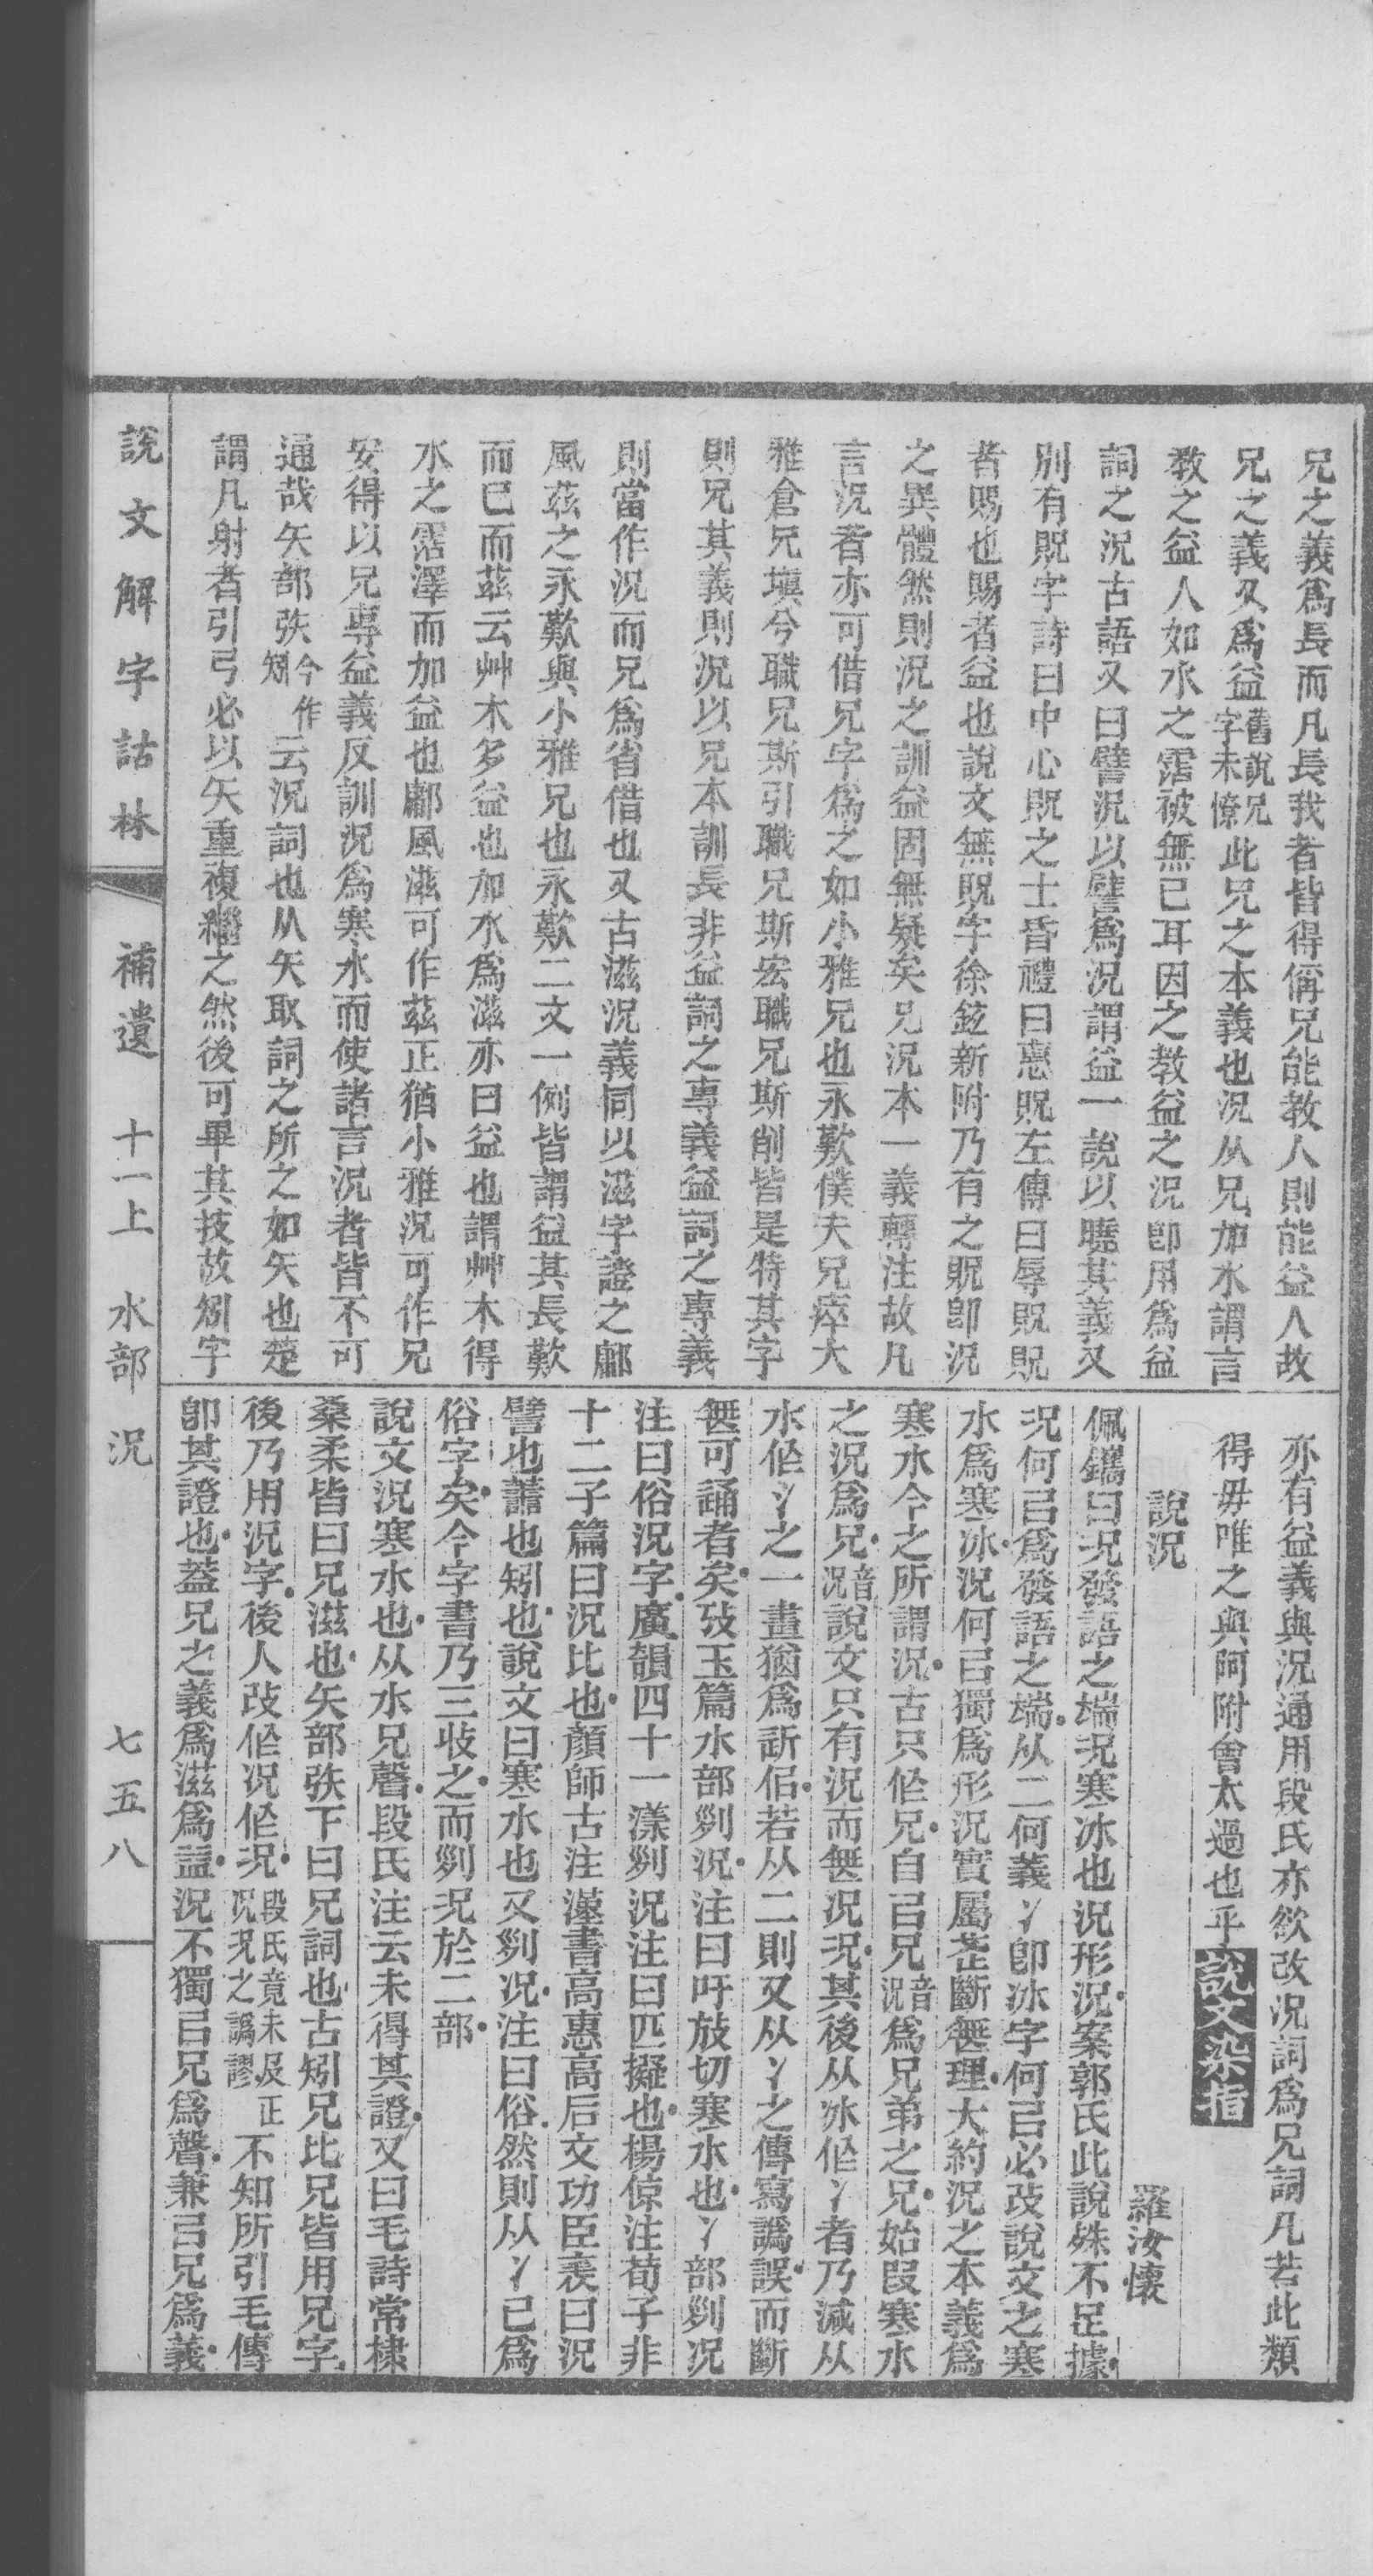 兄之義爲長而凡長我者皆得偁兄能敎人則能益人故
兄之義又爲益舊說兄字未憭此兄之本義也況从兄加水謂言
敎之益人如水之霑被無已耳因之敎益之況卽用爲益
詞之況古語又曰譬況以譬爲況謂益一說以曉其義又
別有貺字詩曰中心貺之士昏禮曰惠貺左傳曰辱貺貺
者賜也賜者益也說文無貺字徐鉉新附乃有之貺卽況
之異體然則況之訓益固無疑矣兄況本一義轉注故凡
言況者亦可借兄字爲之如小雅兄也永歎僕夫兄瘁大
雅倉兄塡兮職兄斯引職兄斯宏職兄斯削皆是特其字
則兄其義則況以兄本訓長非益詞之專義益詞之專義
則當作況而兄爲省借也又古滋況義同以滋字證之鄘
風茲之永歎與小雅兄也永歎二文一例皆謂益其長歎
而已而茲云艸木多益也加水爲滋亦曰益也謂艸木得
水之霑澤而加益也鄘風滋可作茲正猶小雅況可作兄
安得以兄專益義反訓況爲寒水而使諸言況者皆不可
通哉矢部矤今作矧云況詞也从矢取詞之所之如矢也楚
謂凡射者引弓必以矢重複繼之然後可畢其技故矧字
亦有益義與況通用段氏亦欲改況詞爲兄詞凡若此類
得毋唯之與阿附會太過也乎說文染指
說況
羅汝懷
佩觿曰况發語之端况寒冰也況形況案郭氏此說殊不足據
况何㠯爲發語之端从二何義冫卽冰字何㠯必改說文之寒
水爲寒冰況何㠯獨爲形況實屬歨斷無理大約況之本義爲
寒水今之所謂況古只作兄自㠯兄音況爲兄弟之兄始叚寒水
之況爲兄音況說文只有況而無况况其後从冰作冫者乃減从
水作冫之一畫猶爲近佀若从二則又从冫之傳寫譌誤而斷
無可誦者矣攷玉篇水部列況注曰吁放切寒水也冫部列况
注曰俗況字廣韻四十一漾列況注曰匹擬也楊倞注荀子非
十二子篇曰況比也顏師古注漢書高惠高后文功臣表曰況
譬也譱也矧也說文曰寒水也又列况注曰俗然則从冫已爲
俗字矣今字書乃三歧之而列况於二部
說文況寒水也从水兄聲段氏注云未得其證又曰毛詩常棣
桑柔皆曰兄滋也矢部矤下曰兄詞也古矧兄比兄皆用兄字
後乃用況字後人改作況作况段氏竟未及正況况之譌謬不知所引毛傳
卽其證也蓋兄之義爲滋爲益況不獨㠯兄爲聲兼㠯兄爲義
說文解字詁林 補遺 十一上 水部 況 七五八